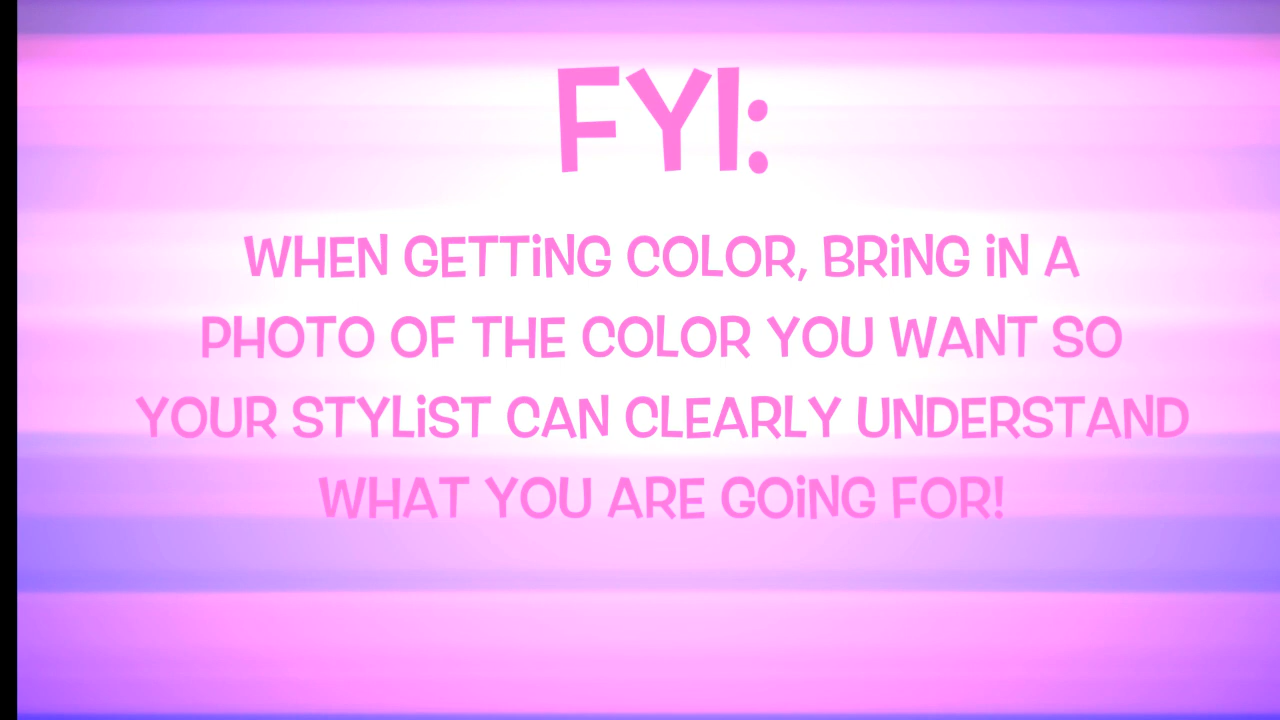 FYI:
WHEN GETTING COLOR, BRING IN A
PHOTO OF THE COLOR YOU WANT SO
YOUR STYLIST CAN CLEARLY UNDERSTAND
WHAT YOU ARE GOING FOR!